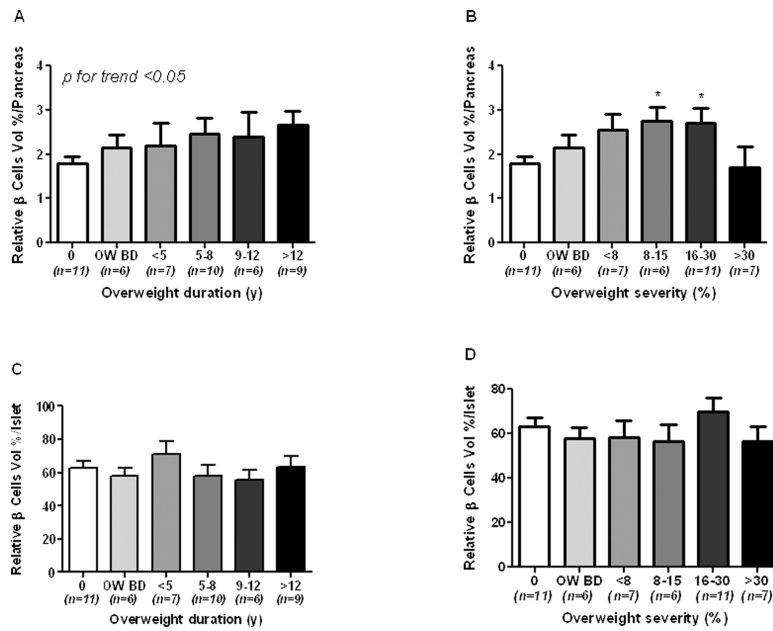 A
Relative β Cells Vol %/Pancreas
p for trend <0.05
5
4
3
2
1
0
0 OW BD <5 5-8 9-12 >12
(n=11) (n=6) (n=7) (n=10) (n=6) (n=9)
Overweight duration (y)
B
Relative β Cells Vol %/Pancreas
5
4
3
2
1
0
* *
0 OW BD <8 8-15 16-30 >30
(n=11) (n=6) (n=7) (n=6) (n=11) (n=7)
Overweight severity (%)
C
Relative β Cells Vol %/Islet
100
80
60
40
20
0
0 OW BD <5 5-8 9-12 >12
(n=11) (n=6) (n=7) (n=10) (n=6) (n=9)
Overweight duration (y)
D
Relative β Cells Vol %/Islet
80
60
40
20
0
0 OW BD <8 8-15 16-30 >30
(n=11) (n=6) (n=7) (n=6) (n=11) (n=7)
Overweight severity (%)